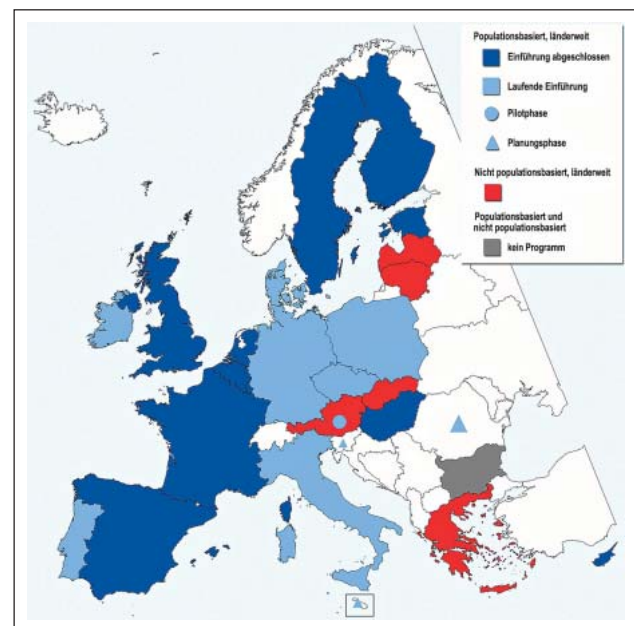 Populationsbasiert, länderweit
Einführung abgeschlossen
Laufende Einführung
Pilotphase
Planungsphase
Nicht populationsbasiert, länderweit
Populationsbasiert und
nicht populationsbasiert
kein Programm